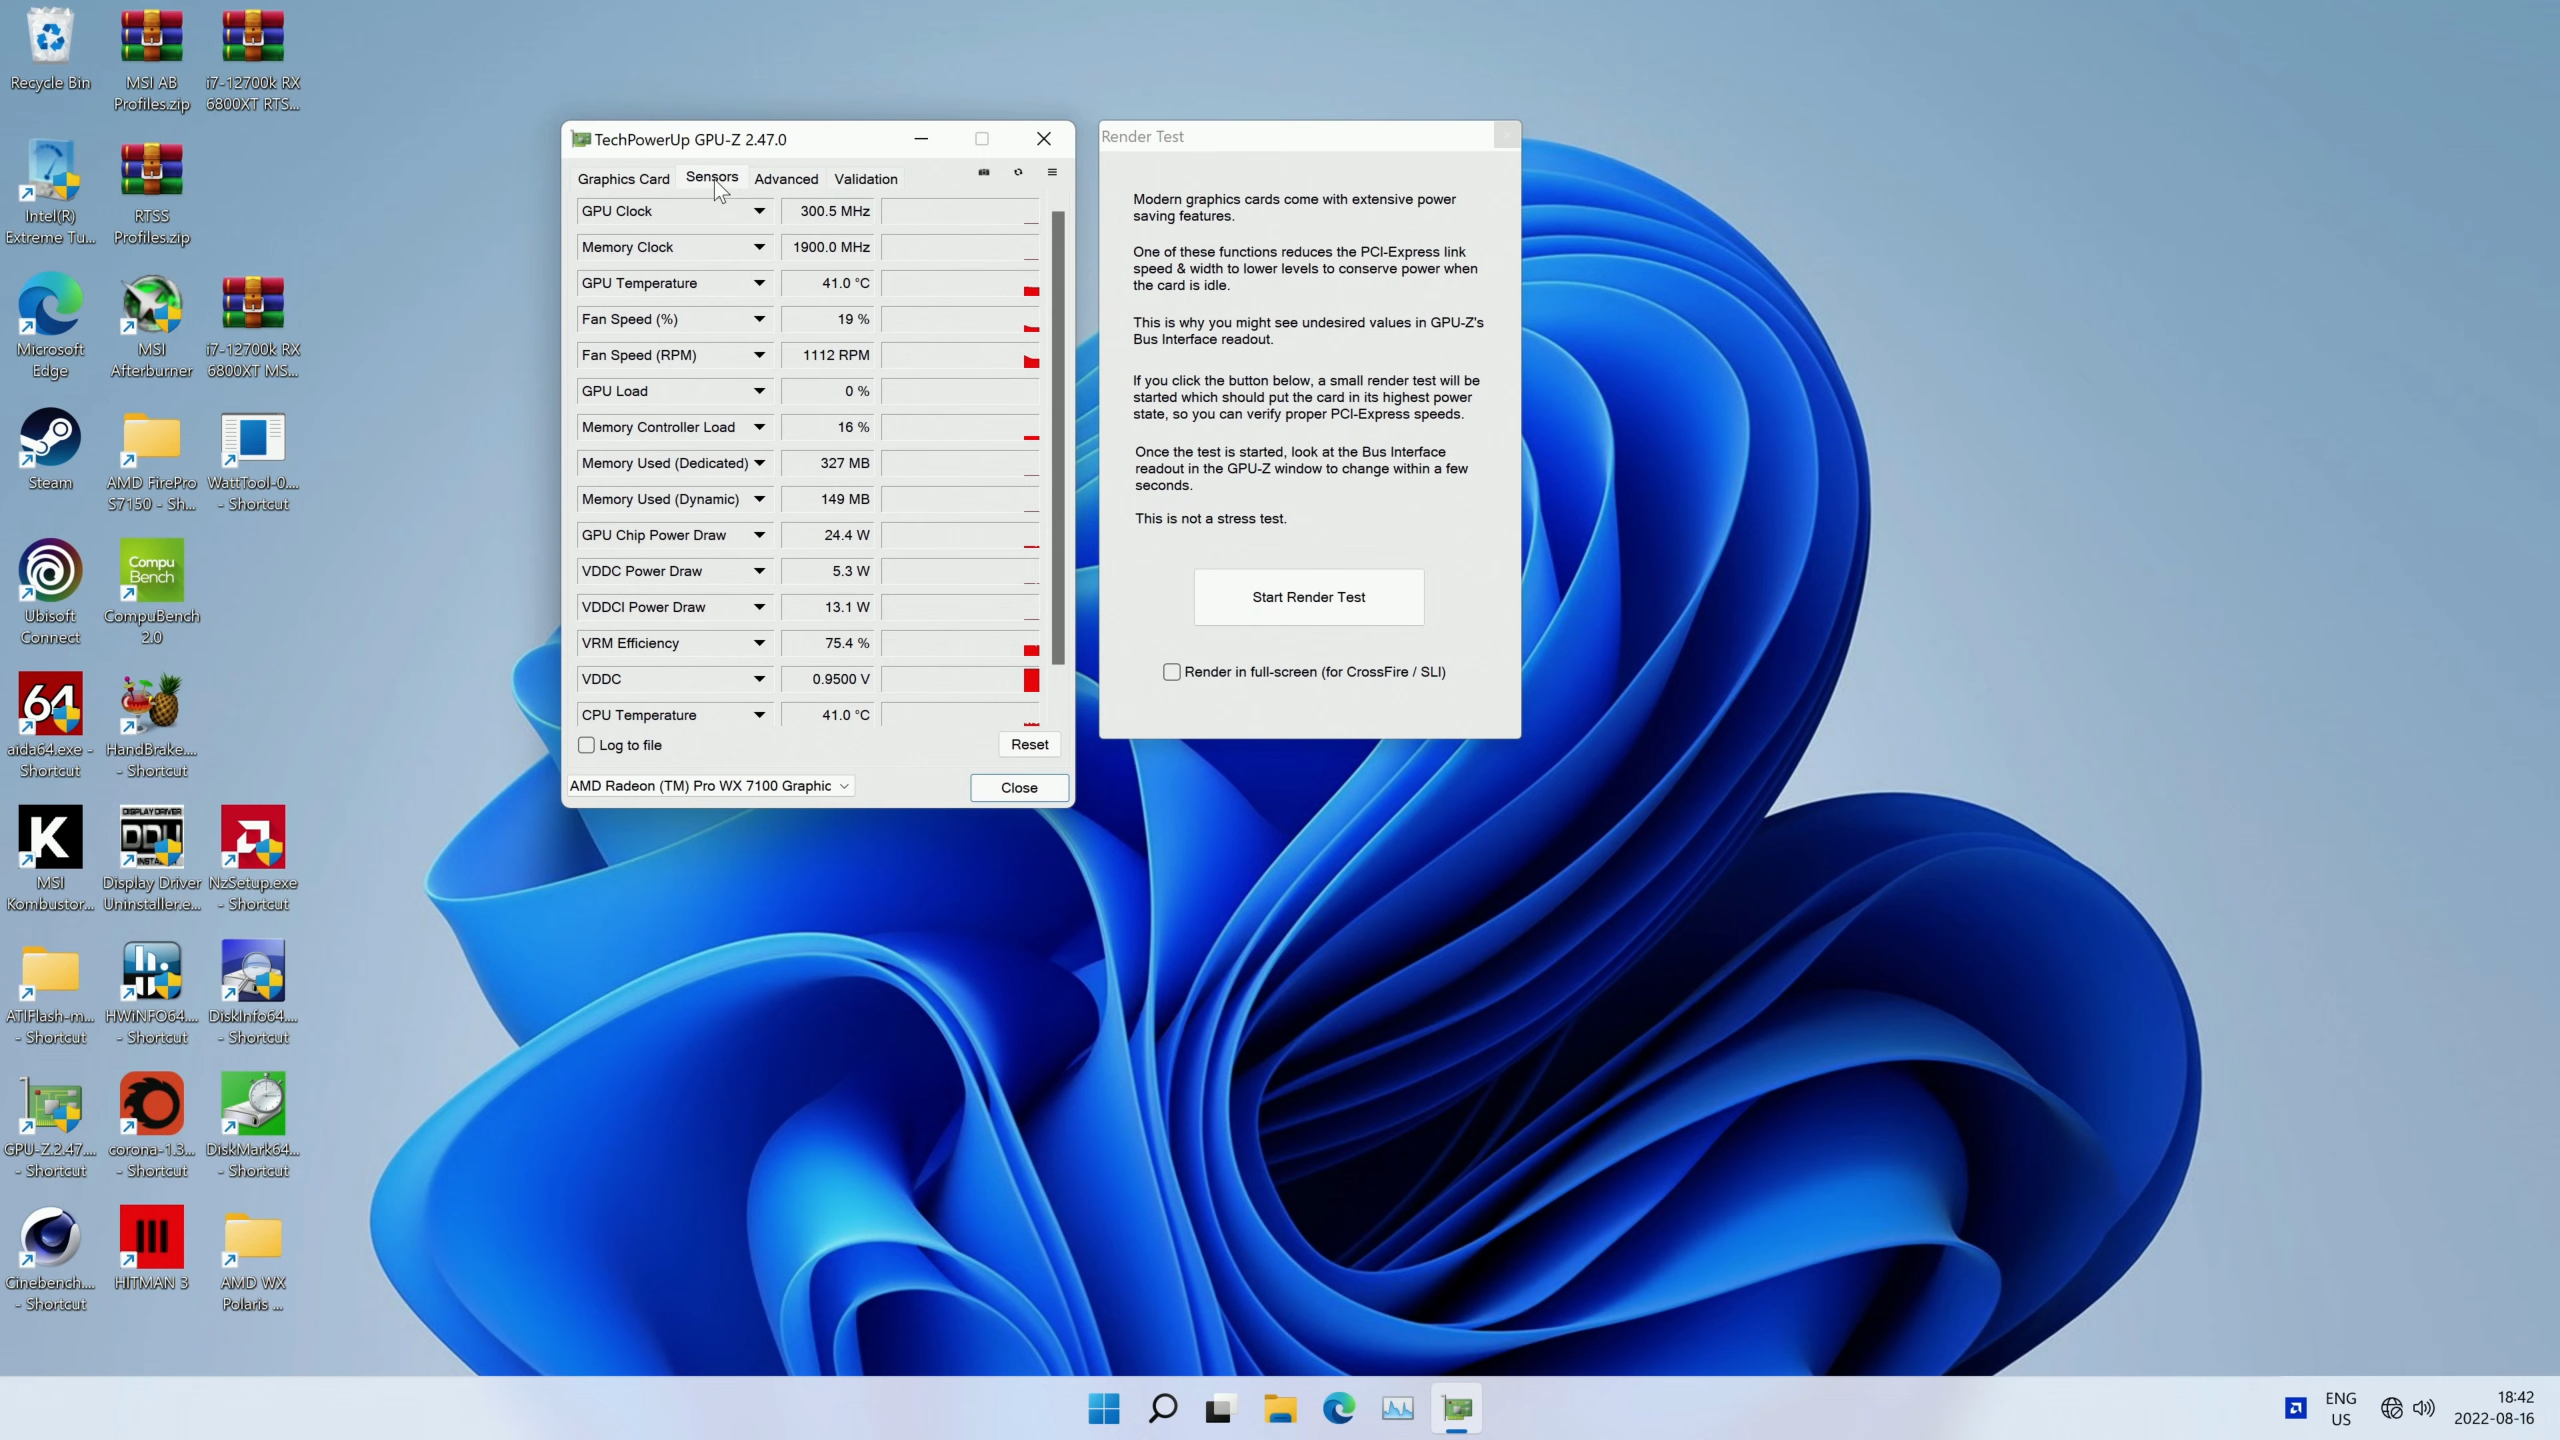 Recycle Bin
MSI AB
Profiles.zip
i7-12700k RX
6800XT RTS...
Intel(R)
Extreme Tu...
RTSS
Profiles.zip
Microsoft
Edge
MSI
Afterburner
i7-12700k RX
6800XT MS...
Steam
AMD FirePro
S7150 - Sh...
WattTool-0....
- Shortcut
Ubisoft
Connect
Compu
Bench
CompuBench
2.0
64
aida64.exe -
Shortcut
HandBrake....
- Shortcut
K
MSI
Kombustor...
DISPLAY DRIVER
DDU
Display Driver
Uninstaller.e...
NzSetup.exe
- Shortcut
ATIFlash-m...
- Shortcut
HWiNFO64....
- Shortcut
DiskInfo64....
- Shortcut
GPU-Z.2.47....
- Shortcut
corona-1.3...
- Shortcut
DiskMark64...
- Shortcut
Cinebench....
- Shortcut
HITMAN 3
AMD WX
Polaris ...
TechPowerUp GPU-Z 2.47.0
Graphics Card
Sensors
Advanced
Validation
GPU Clock 300.5 MHz
Memory Clock 1900.0 MHz
GPU Temperature 41.0 °C
Fan Speed (%) 19 %
Fan Speed (RPM) 1112 RPM
GPU Load 0 %
Memory Controller Load 16 %
Memory Used (Dedicated) 327 MB
Memory Used (Dynamic) 149 MB
GPU Chip Power Draw 24.4 W
VDDC Power Draw 5.3 W
VDDCI Power Draw 13.1 W
VRM Efficiency 75.4 %
VDDC 0.9500 V
CPU Temperature 41.0 °C
Log to file
Reset
AMD Radeon (TM) Pro WX 7100 Graphic
Close
Render Test
Modern graphics cards come with extensive power
saving features.
One of these functions reduces the PCI-Express link
speed & width to lower levels to conserve power when
the card is idle.
This is why you might see undesired values in GPU-Z's
Bus Interface readout.
If you click the button below, a small render test will be
started which should put the card in its highest power
state, so you can verify proper PCI-Express speeds.
Once the test is started, look at the Bus Interface
readout in the GPU-Z window to change within a few
seconds.
This is not a stress test.
Start Render Test
Render in full-screen (for CrossFire / SLI)
ENG
US
18:42
2022-08-16